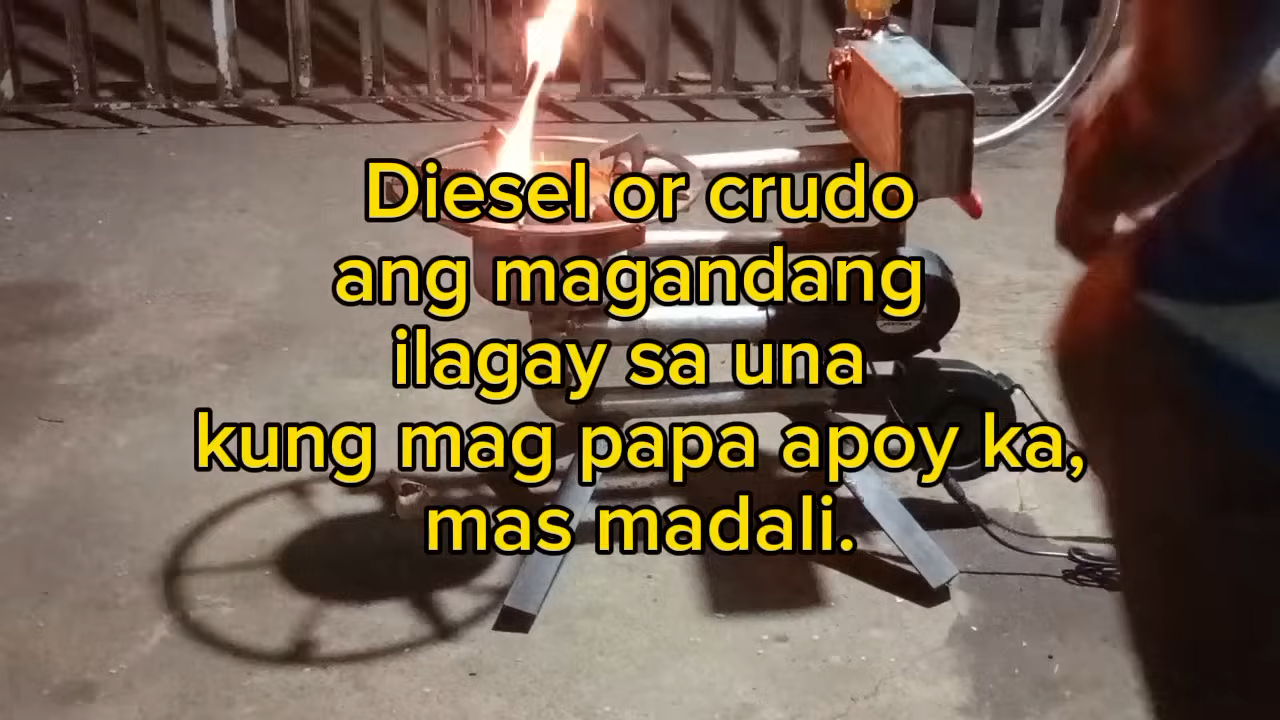 Diesel or crudo
ang magandang
ilagay sa una
kung mag papa apoy ka,
mas madali.